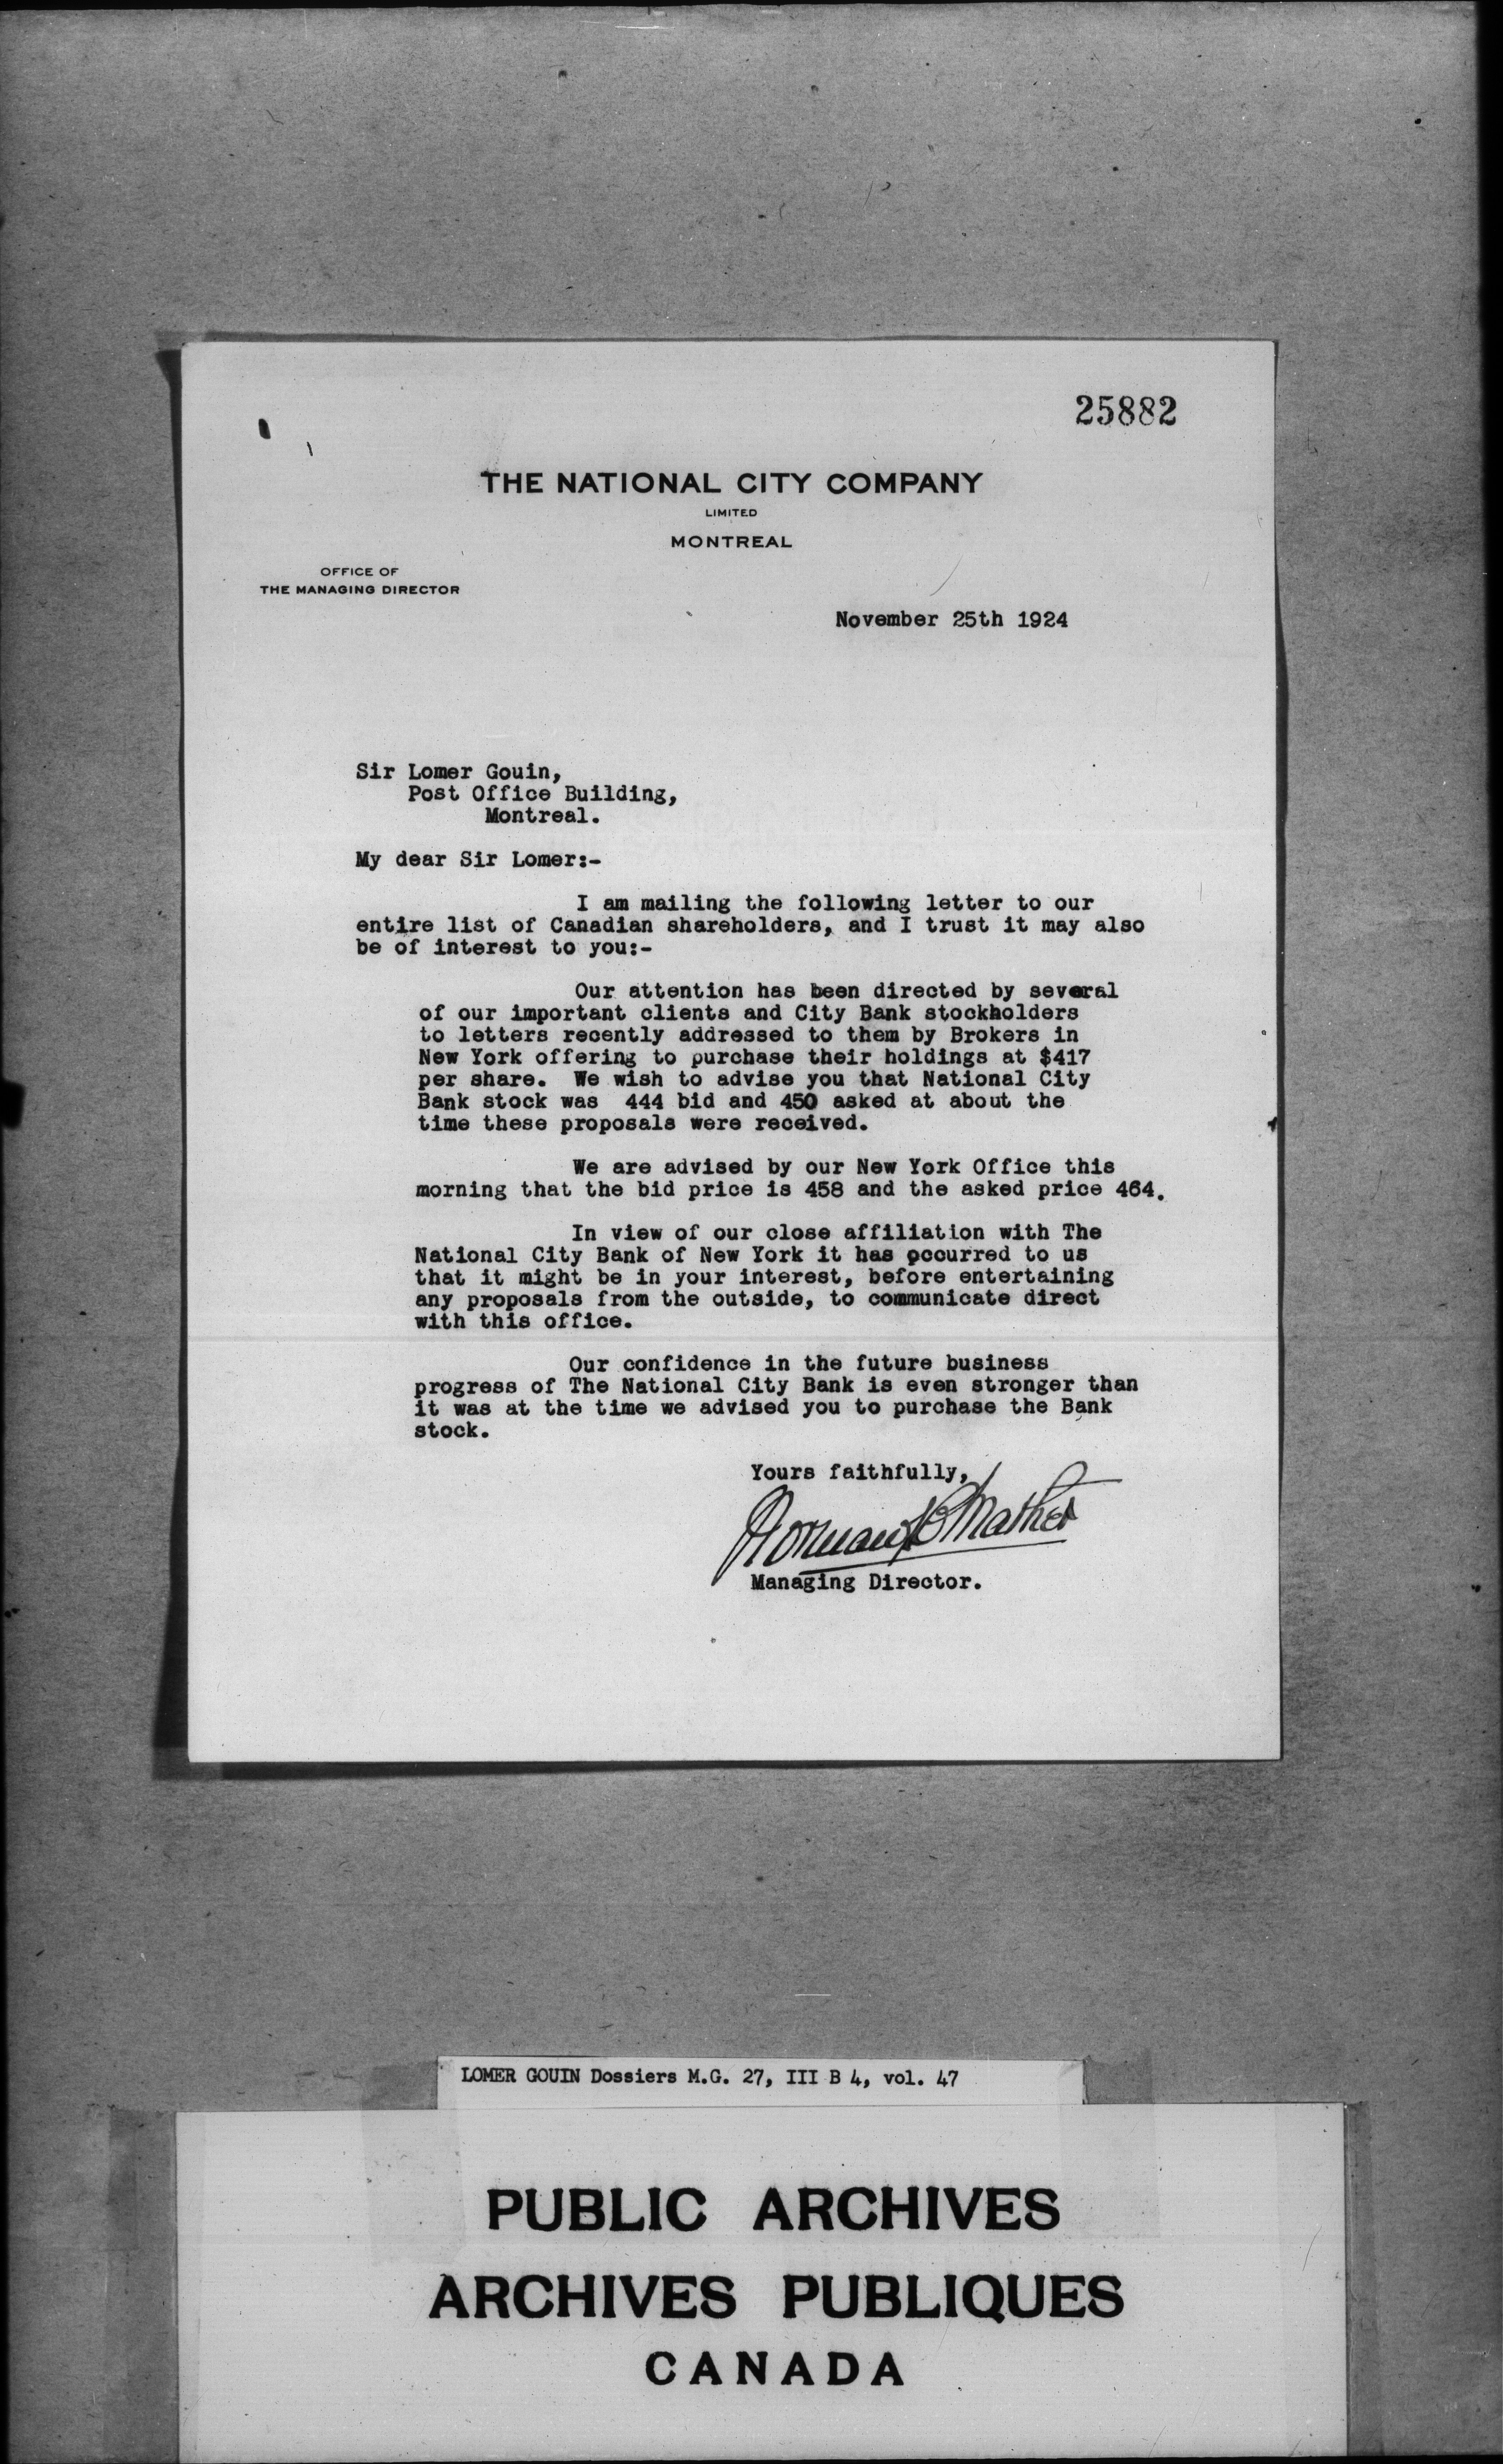 25882
THE NATIONAL CITY COMPANY
LIMITED
MONTREAL
OFFICE OF
THE MANAGING DIRECTOR
November 25th 1924
Sir Lomer Gouin,
Post Office Building,
Montreal.
My dear Sir Lomer:-
I am mailing the following letter to our
entire list of Canadian shareholders, and I trust it may also
be of interest to you:-
Our attention has been directed by several
of our important clients and City Bank stockholders
to letters recently addressed to them by Brokers in
New York offering to purchase their holdings at $417
per share. We wish to advise you that National City
Bank stock was 444 bid and 450 asked at about the
time these proposals were received.
We are advised by our New York Office this
morning that the bid price is 458 and the asked price 464.
In view of our close affiliation with The
National City Bank of New York it has occurred to us
that it might be in your interest, before entertaining
any proposals from the outside, to communicate direct
with this office.
Our confidence in the future business
progress of The National City Bank is even stronger than
it was at the time we advised you to purchase the Bank
stock.
Yours faithfully,
Norman Mather
Managing Director.
LOMER GOUIN Dossiers M.G. 27, III B 4, vol. 47
PUBLIC ARCHIVES
ARCHIVES PUBLIQUES
CANADA